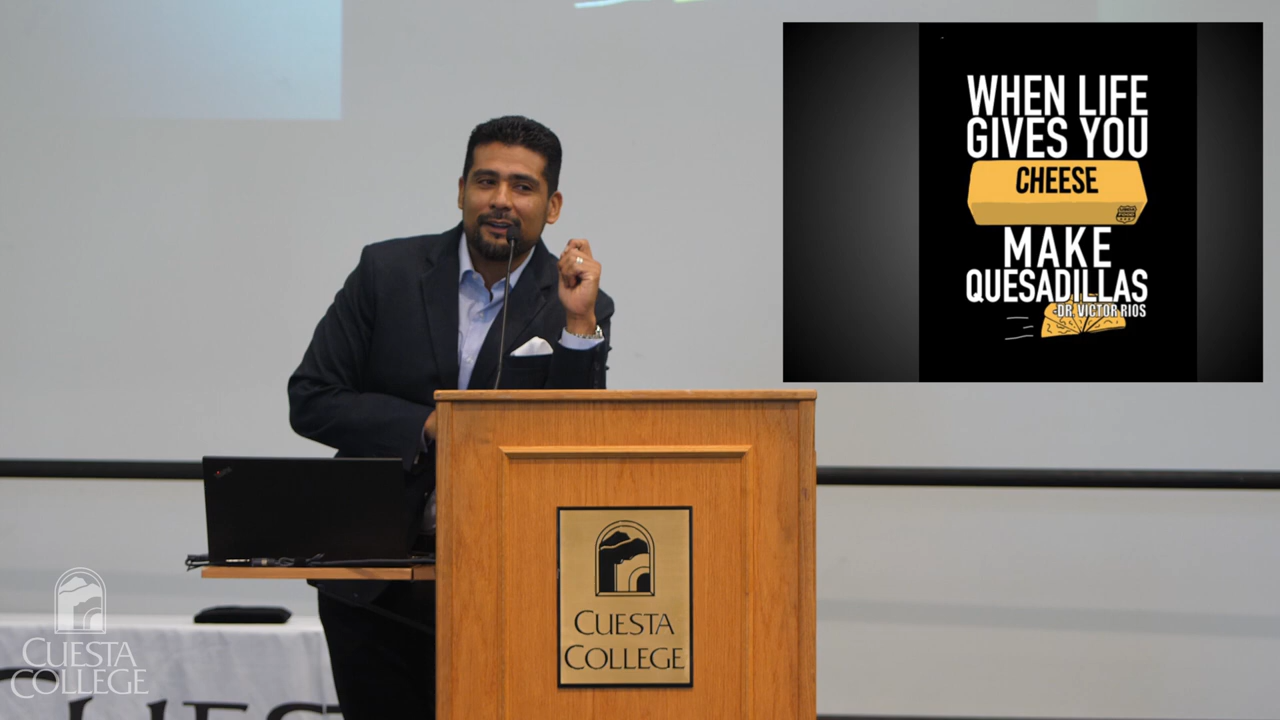 WHEN LIFE
GIVES YOU
CHEESE
MAKE
QUESADILLAS
-DR VICTOR RIOS
CUESTA
COLLEGE
CUESTA
COLLEGE